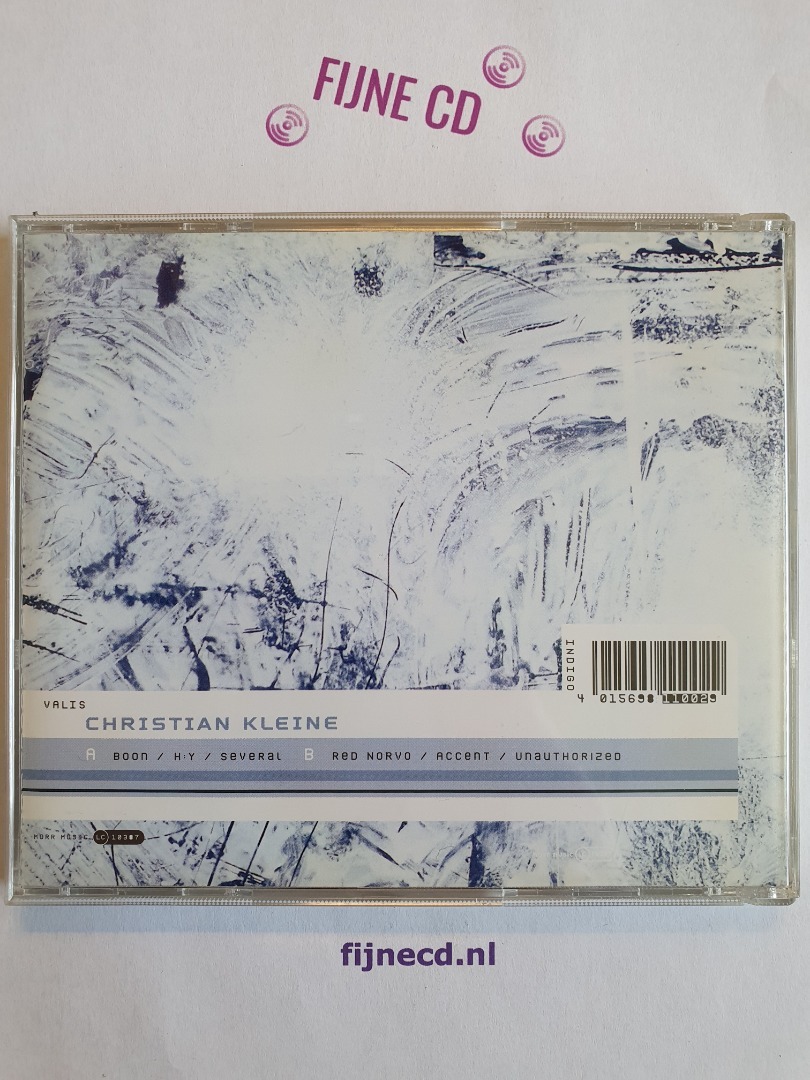 FIJNE CD
INDIGO
4 015698 110029
VALIS
CHRISTIAN KLEINE
A BOON / H:Y / SEVERAL B RED NORVO / ACCENT / UNAUTHORIZED
MORR MUSIC LC 10387
fijnecd.nl